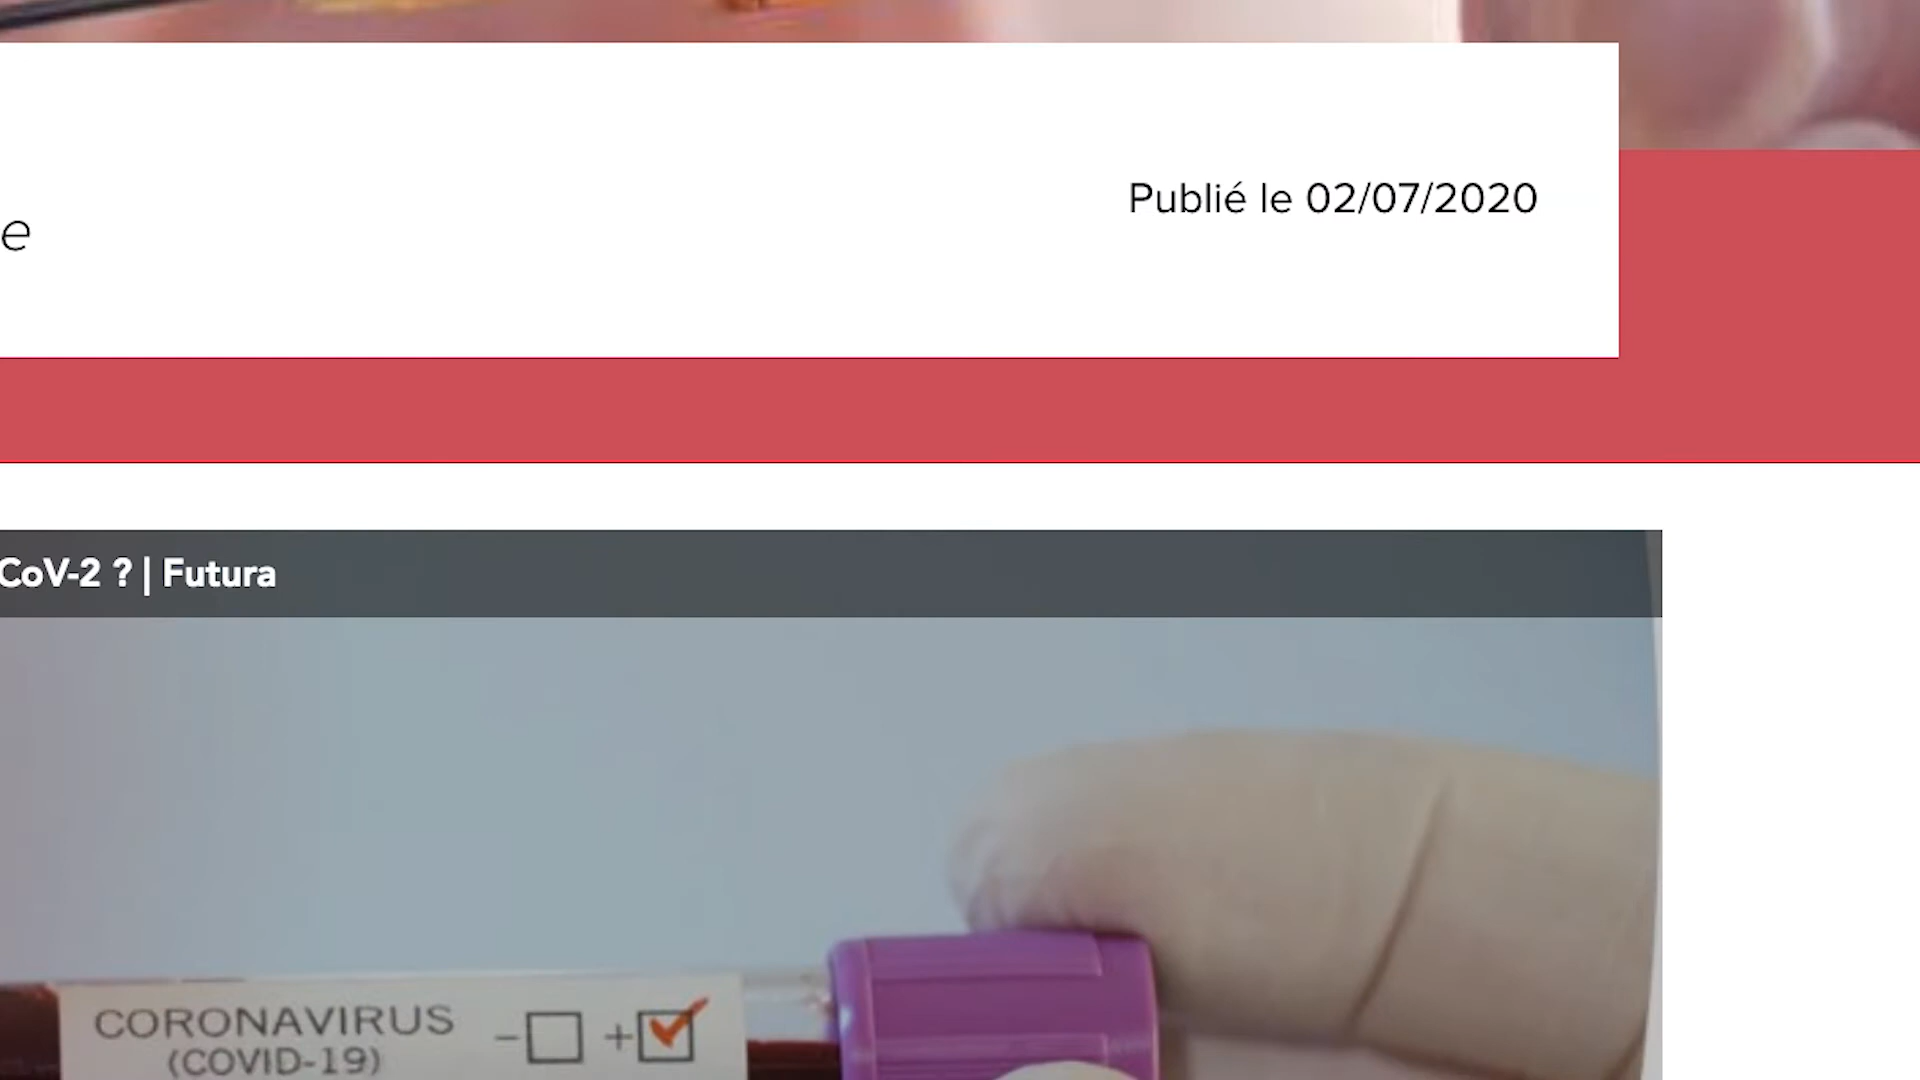 Publié le 02/07/2020
e
CoV-2 ? | Futura
CORONAVIRUS - +
(COVID-19)